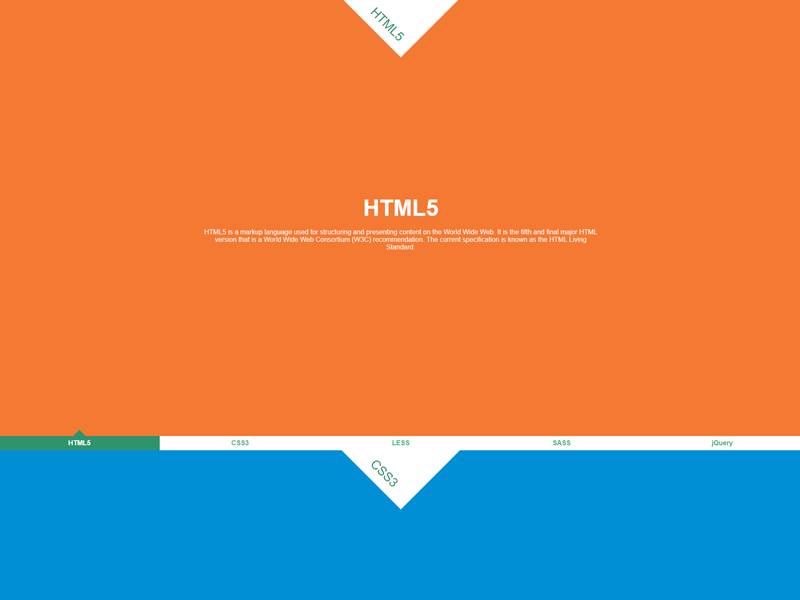 HTML5
HTML5
HTML5 is a markup language used for structuring and presenting content on the World Wide Web. It is the fifth and final major HTML
version that is a World Wide Web Consortium (W3C) recommendation. The current specification is known as the HTML Living
Standard.
HTML5 CSS3 LESS SASS jQuery
CSS3